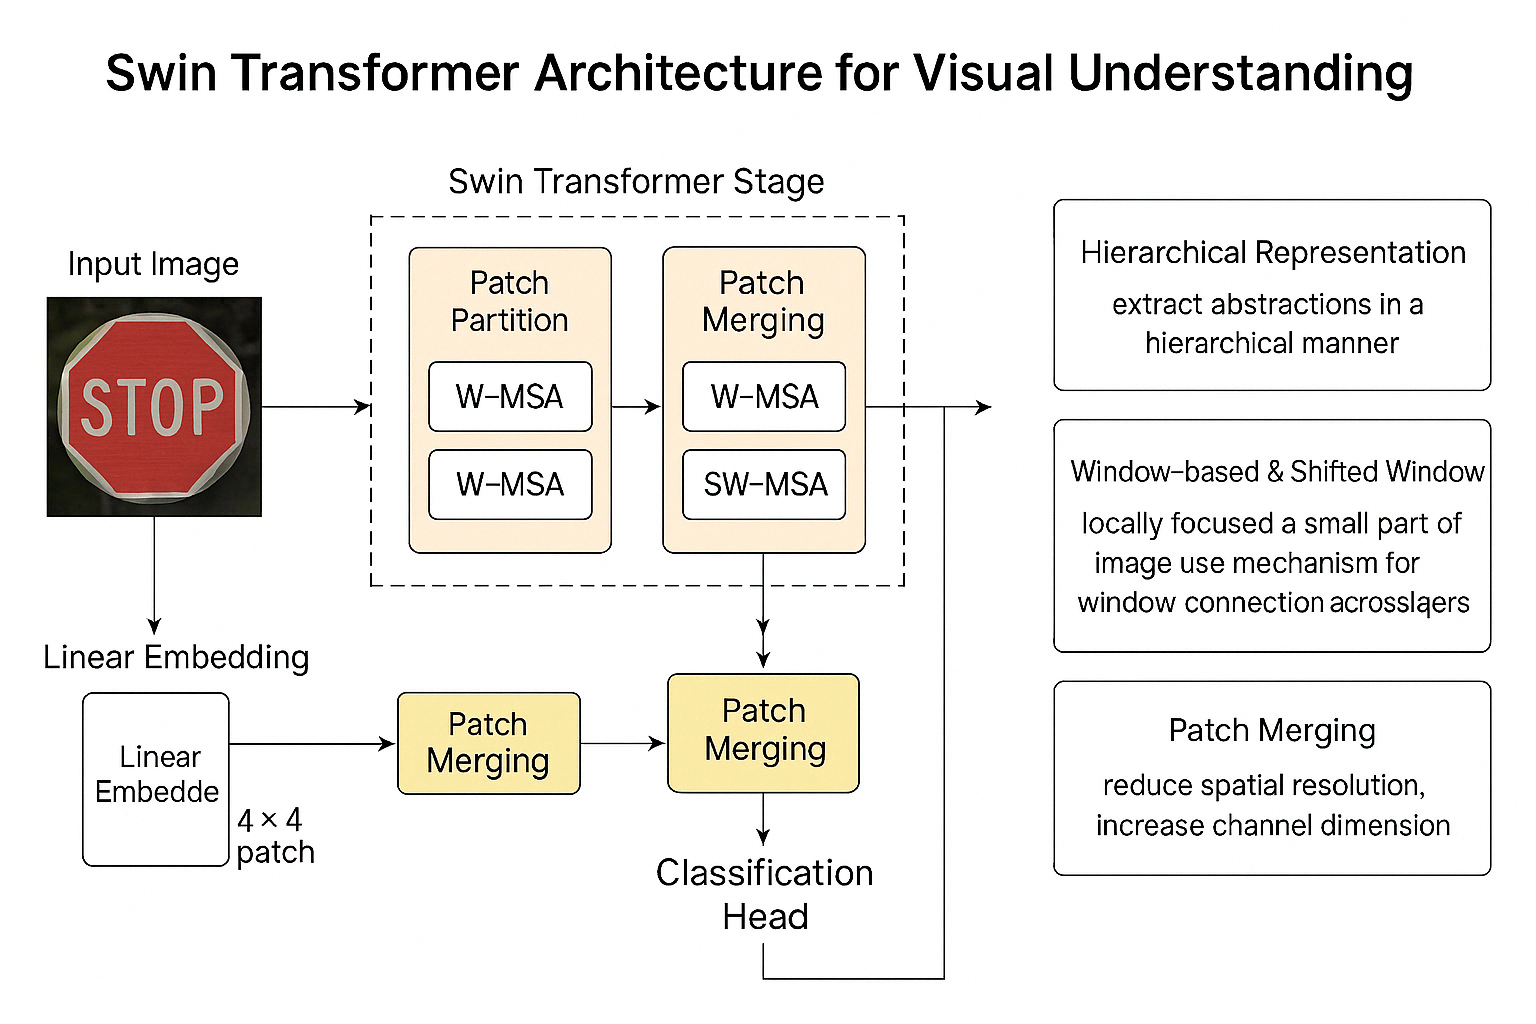 Swin Transformer Architecture for Visual Understanding
Swin Transformer Stage
Input Image
STOP
Patch
Partition
W–MSA
W–MSA
Patch
Merging
W–MSA
SW–MSA
Linear Embedding
Linear
Embedde
4 × 4
patch
Patch
Merging
Patch
Merging
Classification
Head
Hierarchical Representation
extract abstractions in a
hierarchical manner
Window–based & Shifted Window
locally focused a small part of
image use mechanism for
window connection across
Patch Merging
reduce spatial resolution,
increase channel dimension